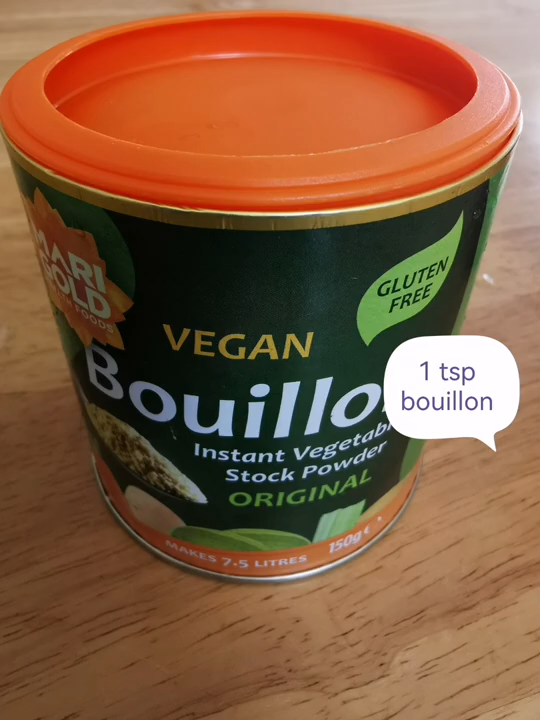 MARI
GOLD
FOODS
GLUTEN
FREE
VEGAN
Bouillo
1 tsp
bouillon
Instant Vegetab
Stock Powder
ORIGINAL
MAKES 7.5 LITRES 150g e